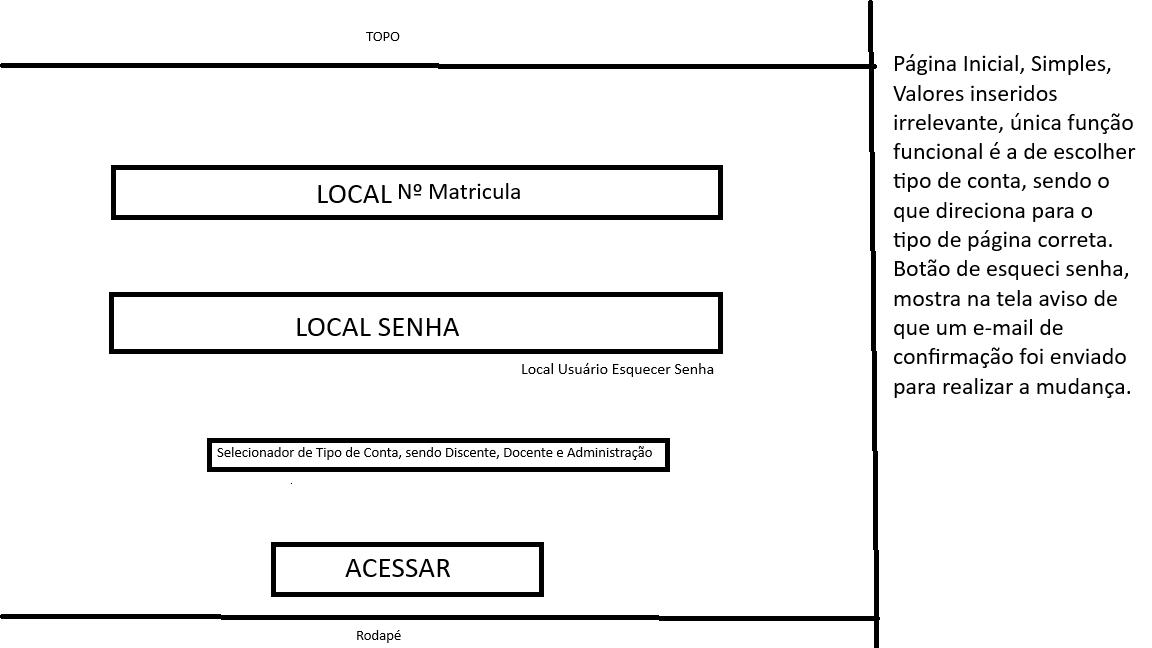 TOPO
LOCAL Nº Matricula
LOCAL SENHA
Local Usuário Esquecer Senha
Selecionador de Tipo de Conta, sendo Discente, Docente e Administração
ACESSAR
Rodapé
Página Inicial, Simples,
Valores inseridos
irrelevante, única função
funcional é a de escolher
tipo de conta, sendo o
que direciona para o
tipo de página correta.
Botão de esqueci senha,
mostra na tela aviso de
que um e-mail de
confirmação foi enviado
para realizar a mudança.